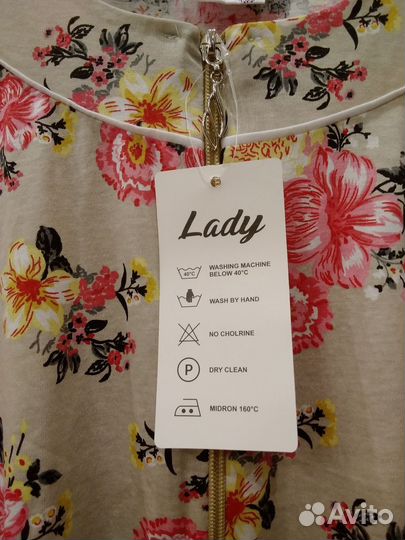 Lady
40°C WASHING MACHINE
BELOW 40°C
WASH BY HAND
NO CHOLRINE
P DRY CLEAN
MIDRON 160°C
Avito